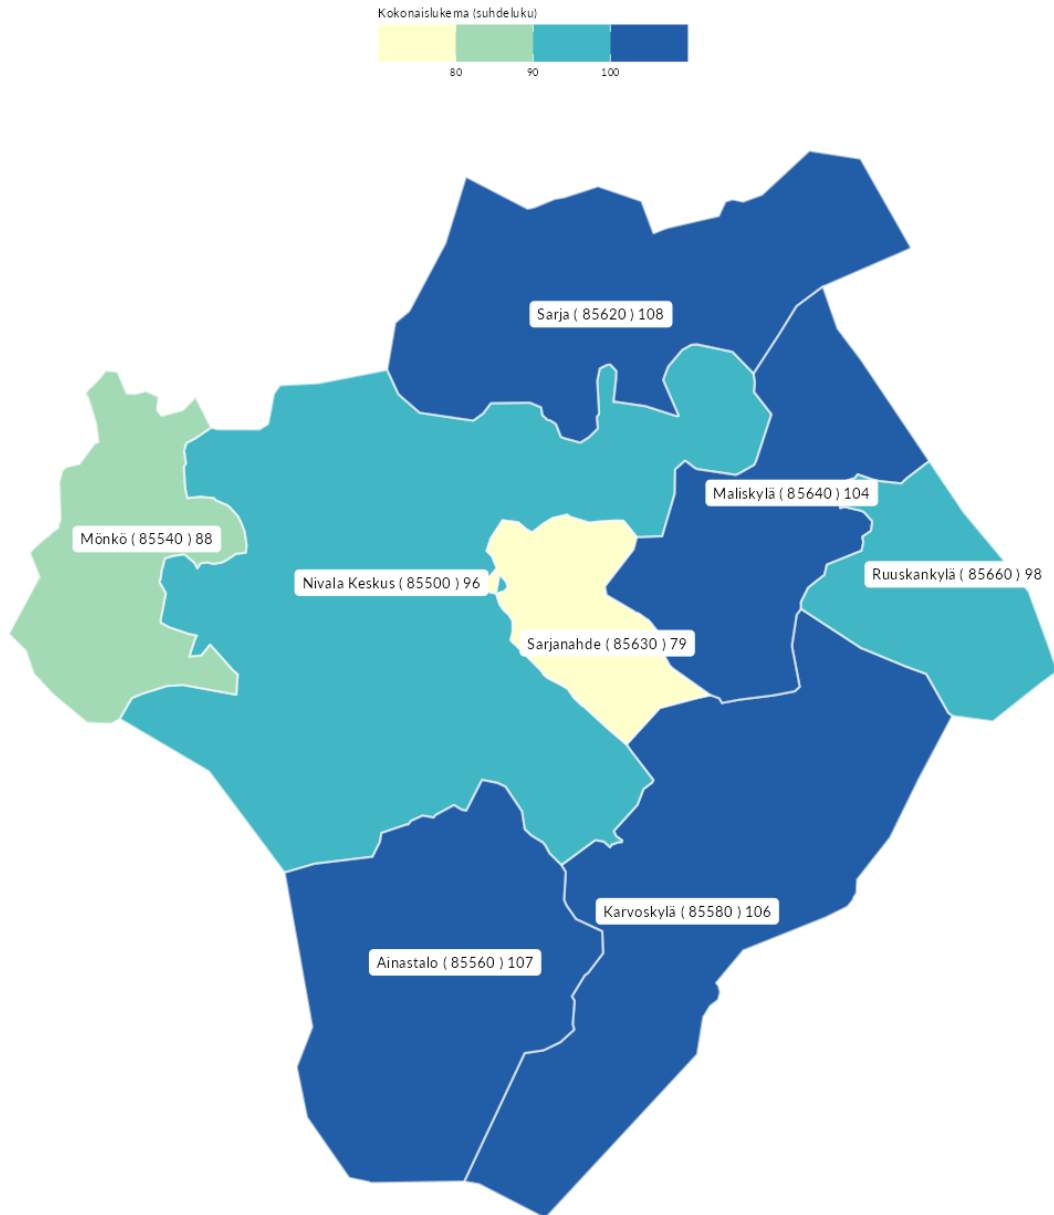 Kokonaislukema (suhdeluku)
80 90 100
Sarja ( 85620 ) 108
Maliskylä ( 85640 ) 104
Mönkö ( 85540 ) 88
Ruuskankylä ( 85660 ) 98
Nivala Keskus ( 85500 ) 96
Sarjanahde ( 85630 ) 79
Karvoskylä ( 85580 ) 106
Ainastalo ( 85560 ) 107